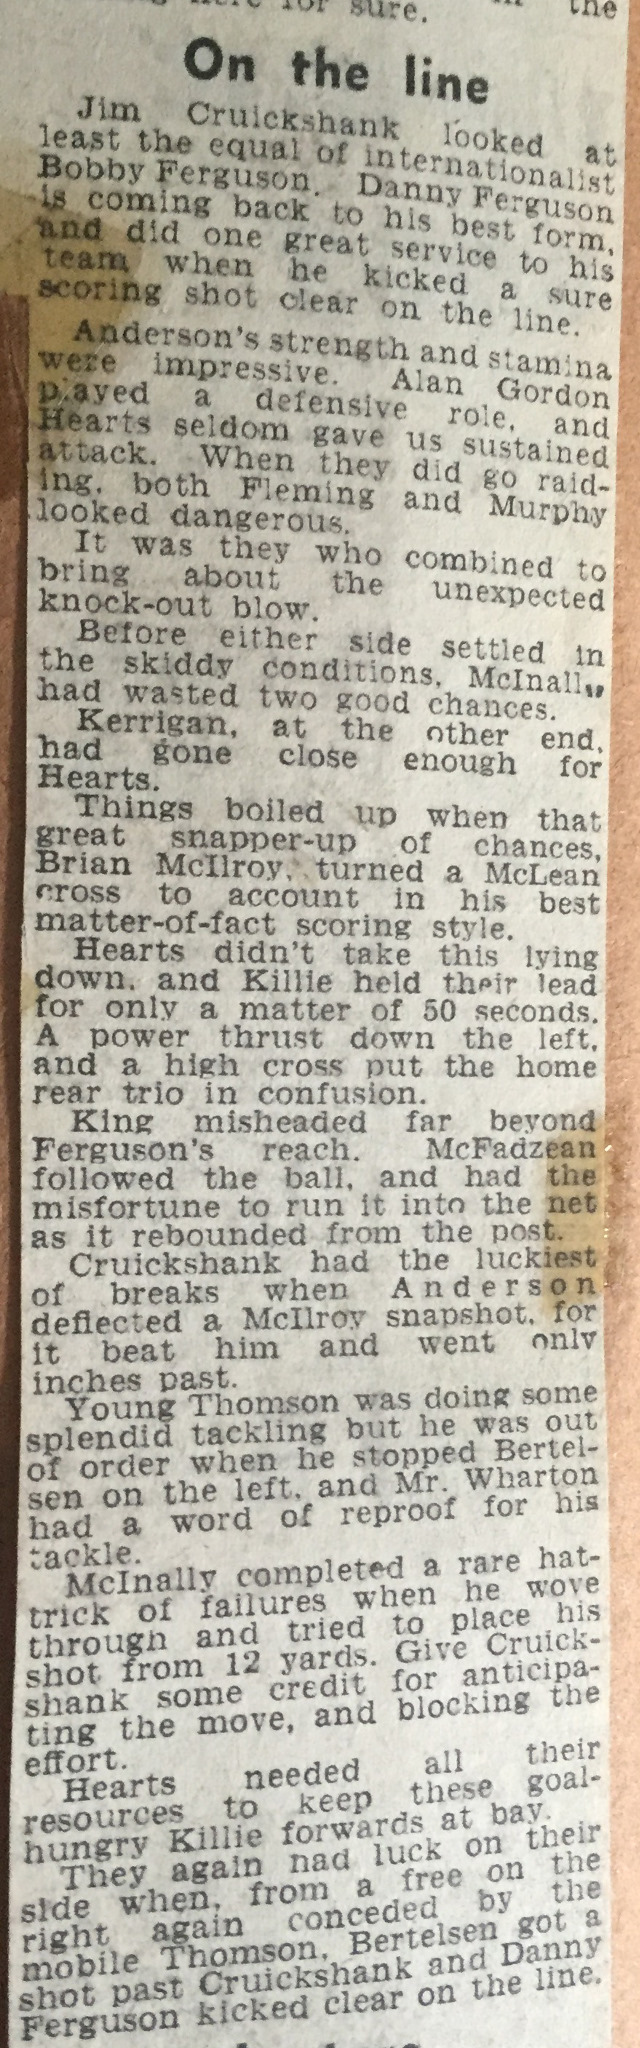 for sure.
the
On the line
Jim Cruickshank looked at
least the equal of internationalist
Bobby Ferguson. Danny Ferguson
is coming back to his best form,
and did one great service to his
team when he kicked a sure
scoring shot clear on the line.
Anderson's strength and stamina
were impressive. Alan Gordon
played a defensive role, and
Hearts seldom gave us sustained
attack. When they did go raid-
ing, both Fleming and Murphy
looked dangerous.
It was they who combined to
bring about the unexpected
knock-out blow.
Before either side settled in
the skiddy conditions, McInally
had wasted two good chances.
Kerrigan, at the other end,
had gone close enough for
Hearts.
Things boiled up when that
great snapper-up of chances,
Brian McIlroy, turned a McLean
cross to account in his best
matter-of-fact scoring style.
Hearts didn't take this lying
down, and Killie held their lead
for only a matter of 50 seconds.
A power thrust down the left,
and a high cross put the home
rear trio in confusion.
King misheaded far beyond
Ferguson's reach. McFadzean
followed the ball, and had the
misfortune to run it into the net
as it rebounded from the post.
Cruickshank had the luckiest
of breaks when Anderson
deflected a McIlroy snapshot, for
it beat him and went only
inches past.
Young Thomson was doing some
splendid tackling but he was out
of order when he stopped Bertel-
sen on the left, and Mr. Wharton
had a word of reproof for his
tackle.
McInally completed a rare hat-
trick of failures when he wove
through and tried to place his
shot from 12 yards. Give Cruick-
shank some credit for anticipa-
ting the move, and blocking the
effort.
Hearts needed all their
resources to keep these goal-
hungry Killie forwards at bay.
They again had luck on their
side when, from a free on the
right again conceded by the
mobile Thomson, Bertelsen got a
shot past Cruickshank and Danny
Ferguson kicked clear on the line.